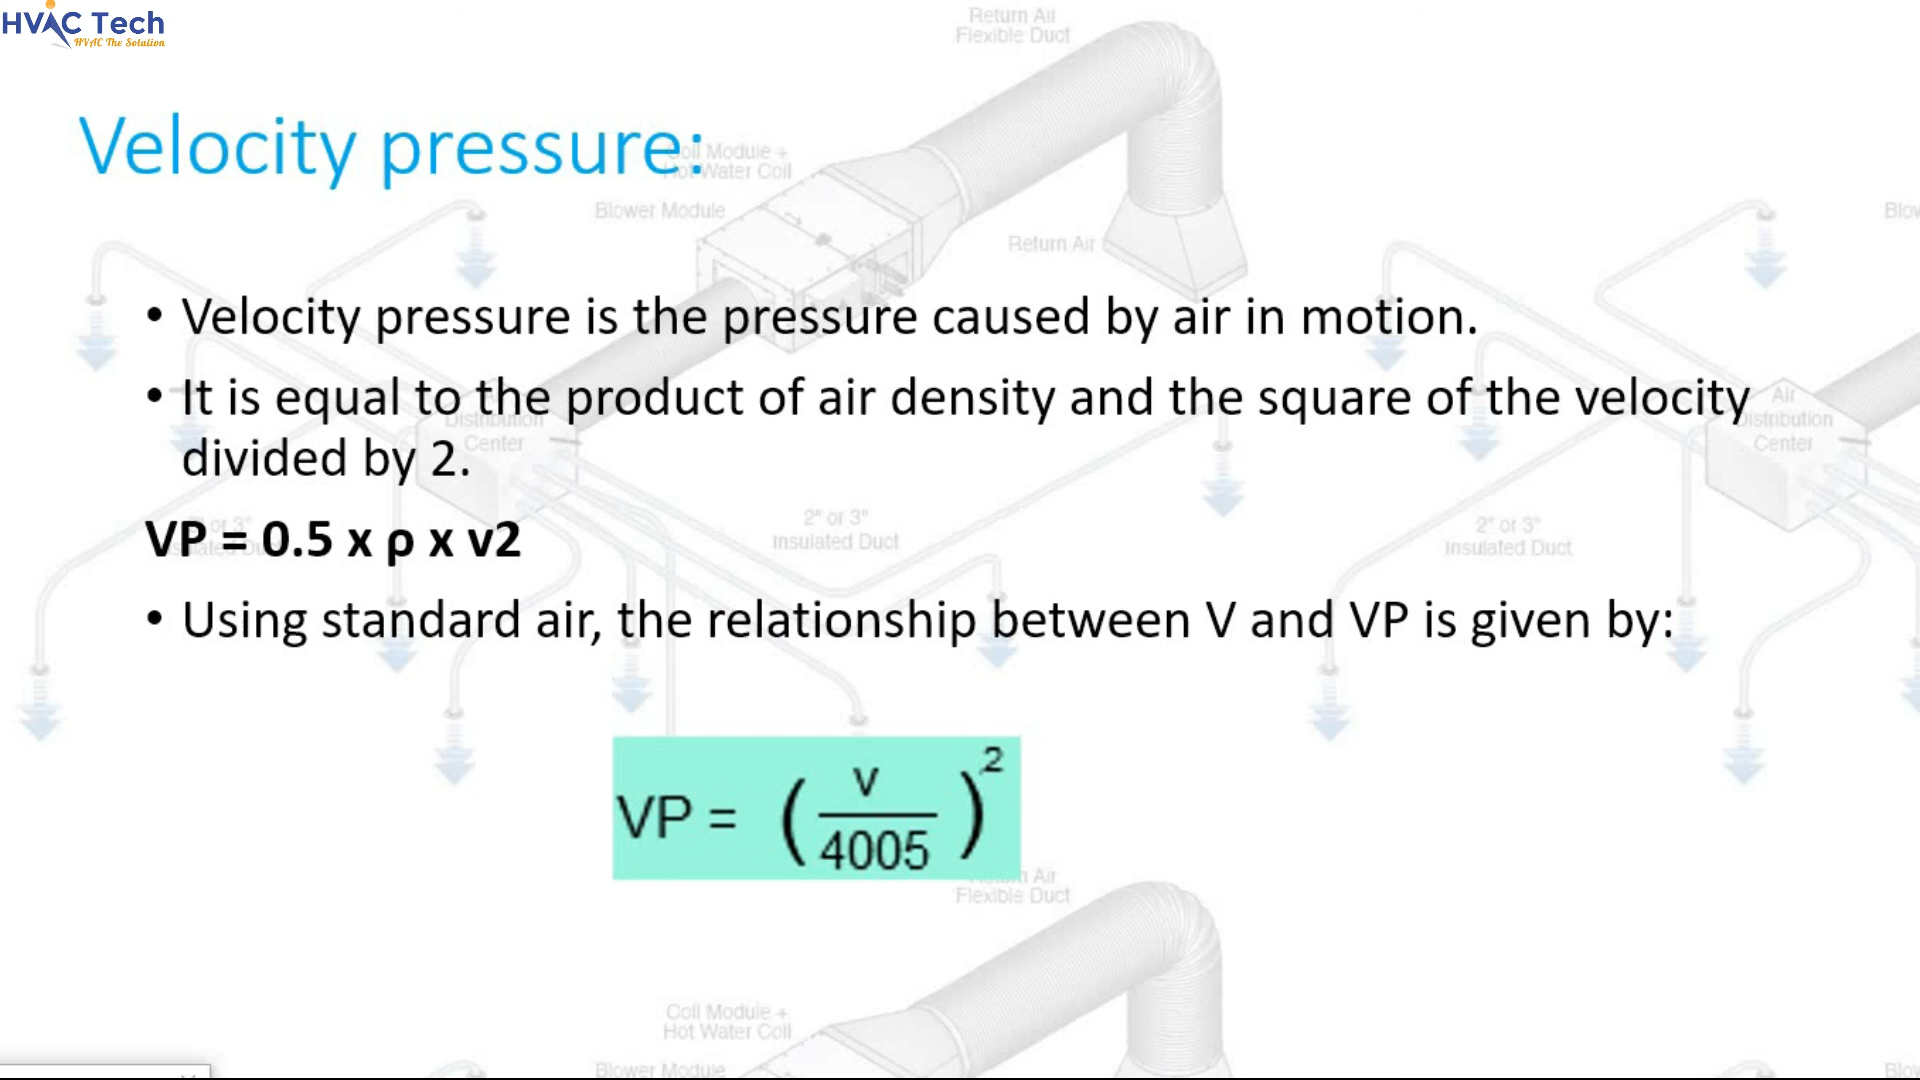 HVAC Tech
HVAC The Solution
Return Air
Flexible Duct
Velocity pressure:
Coil Module +
Hot Water Coil
Blower Module
Return Air
• Velocity pressure is the pressure caused by air in motion.
• It is equal to the product of air density and the square of the velocity
divided by 2.
Air
Distribution
Center
Distribution
Center
VP = 0.5 x ρ x v2
2" or 3"
Insulated Duct
2" or 3"
Insulated Duct
• Using standard air, the relationship between V and VP is given by:
VP = ( v / 4005 )²
Return Air
Flexible Duct
Coil Module +
Hot Water Coil
Blower Module